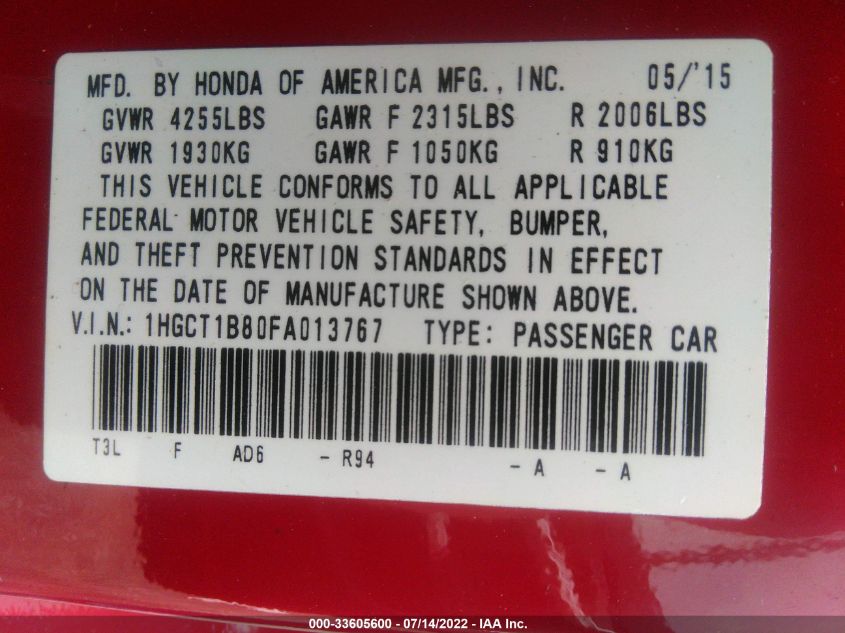 MFD. BY HONDA OF AMERICA MFG., INC. 05/'15
GVWR 4255LBS GAWR F 2315LBS R 2006LBS
GVWR 1930KG GAWR F 1050KG R 910KG
THIS VEHICLE CONFORMS TO ALL APPLICABLE
FEDERAL MOTOR VEHICLE SAFETY, BUMPER,
AND THEFT PREVENTION STANDARDS IN EFFECT
ON THE DATE OF MANUFACTURE SHOWN ABOVE.
V.I.N.: 1HGCT1B80FA013767 TYPE: PASSENGER CAR
T3L F AD6 - R94 - A - A
000-33605600 - 07/14/2022 - IAA Inc.